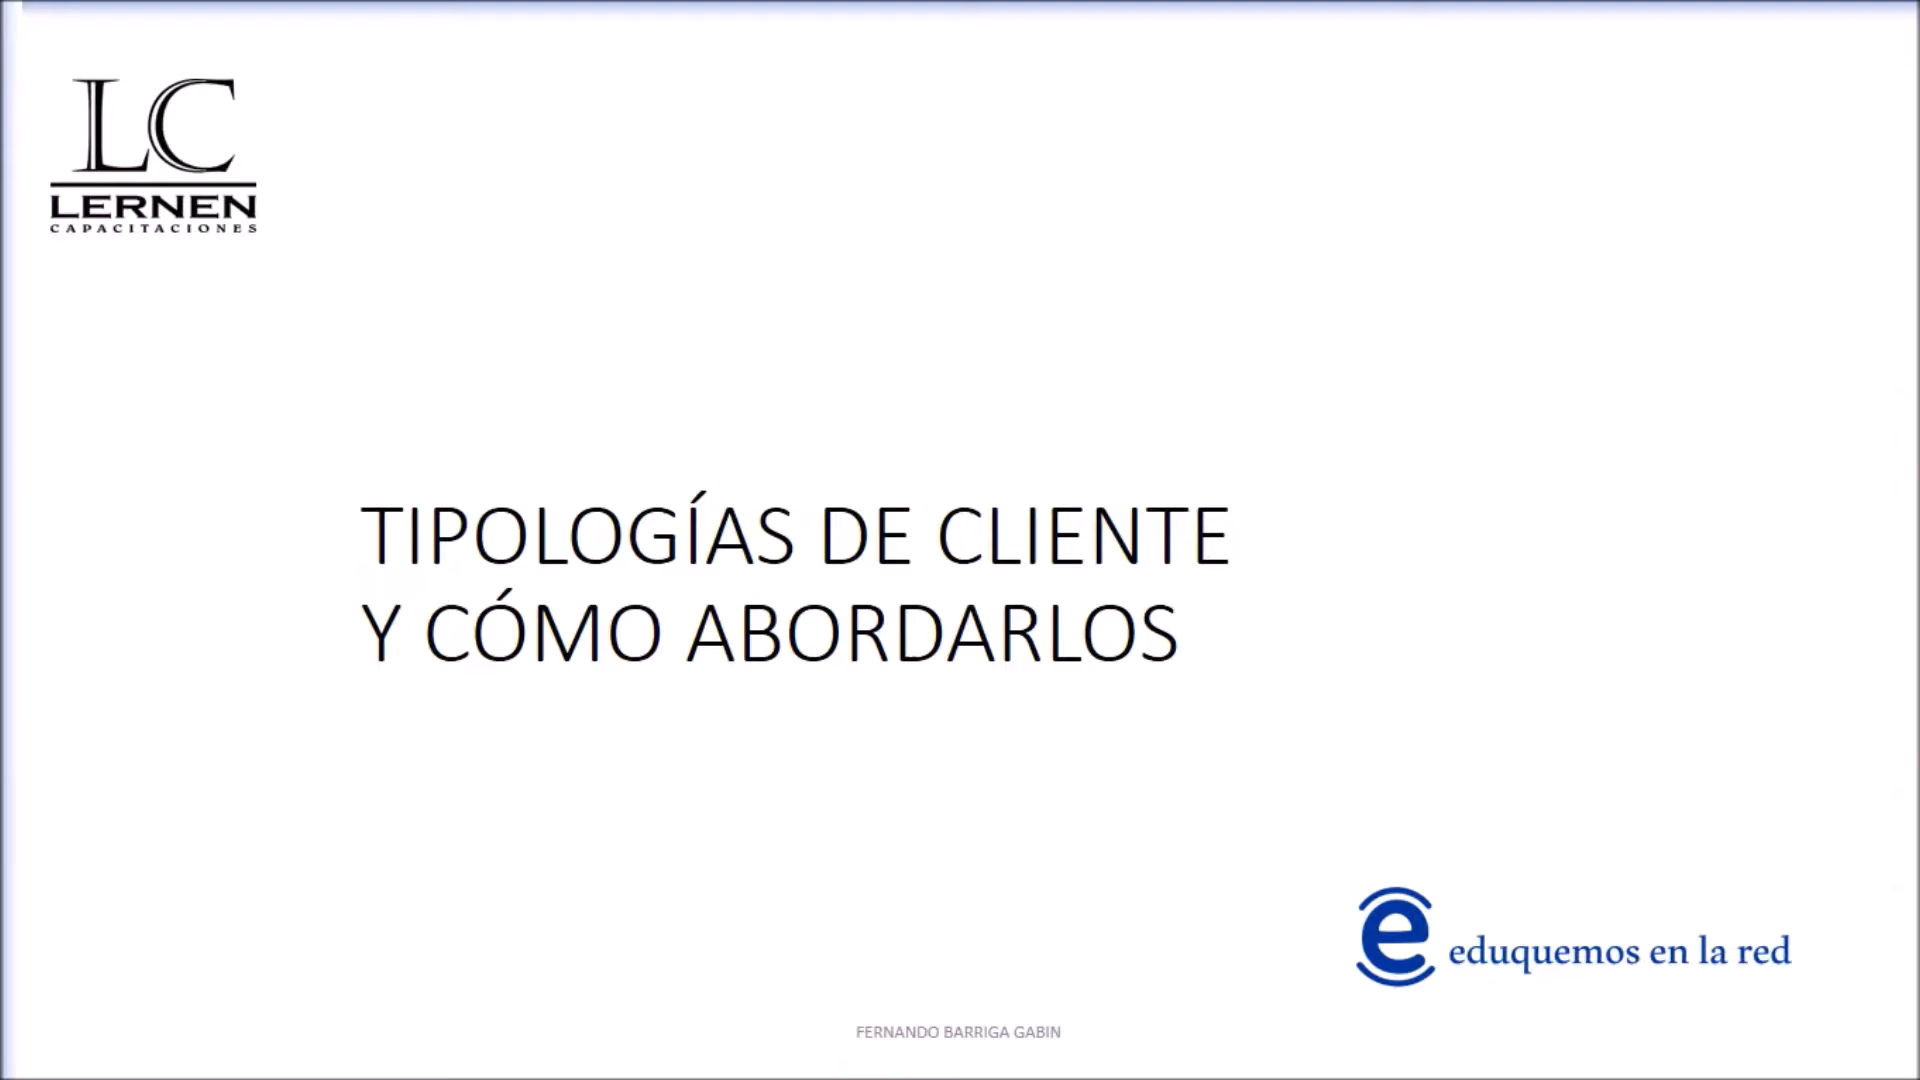 LC
LERNEN
CAPACITACIONES
TIPOLOGÍAS DE CLIENTE
Y CÓMO ABORDARLOS
e eduquemos en la red
FERNANDO BARRIGA GABIN